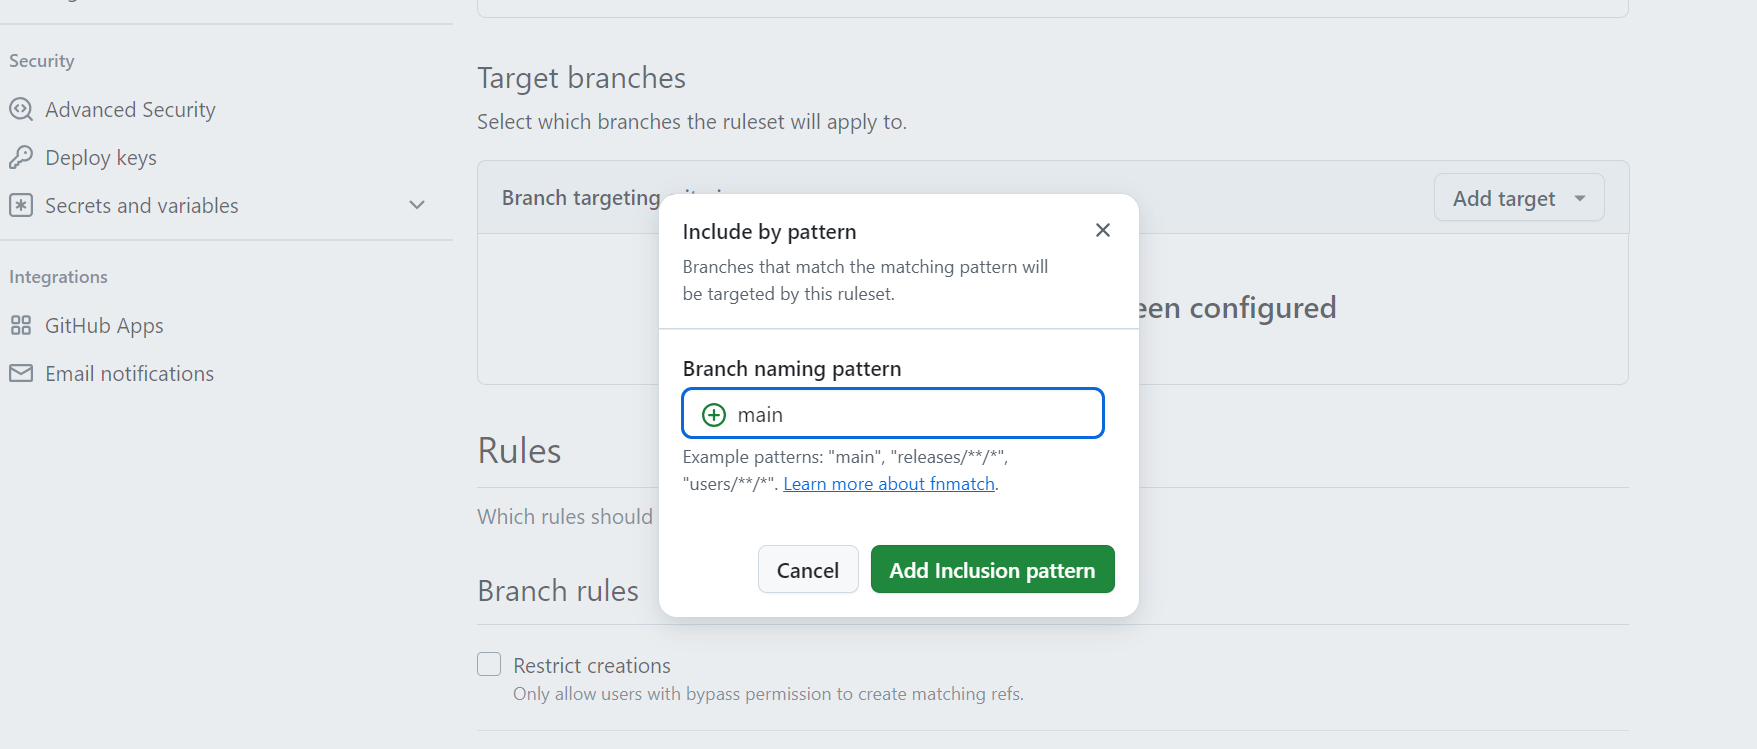 Security
Advanced Security
Deploy keys
Secrets and variables
Integrations
GitHub Apps
Email notifications
Target branches
Select which branches the ruleset will apply to.
Branch targeting
Add target
configured
Include by pattern
Branches that match the matching pattern will
be targeted by this ruleset.
Branch naming pattern
main
Example patterns: "main", "releases/**/*",
"users/**/*". Learn more about fnmatch.
Cancel
Add Inclusion pattern
Rules
Which rules should
Branch rules
Restrict creations
Only allow users with bypass permission to create matching refs.